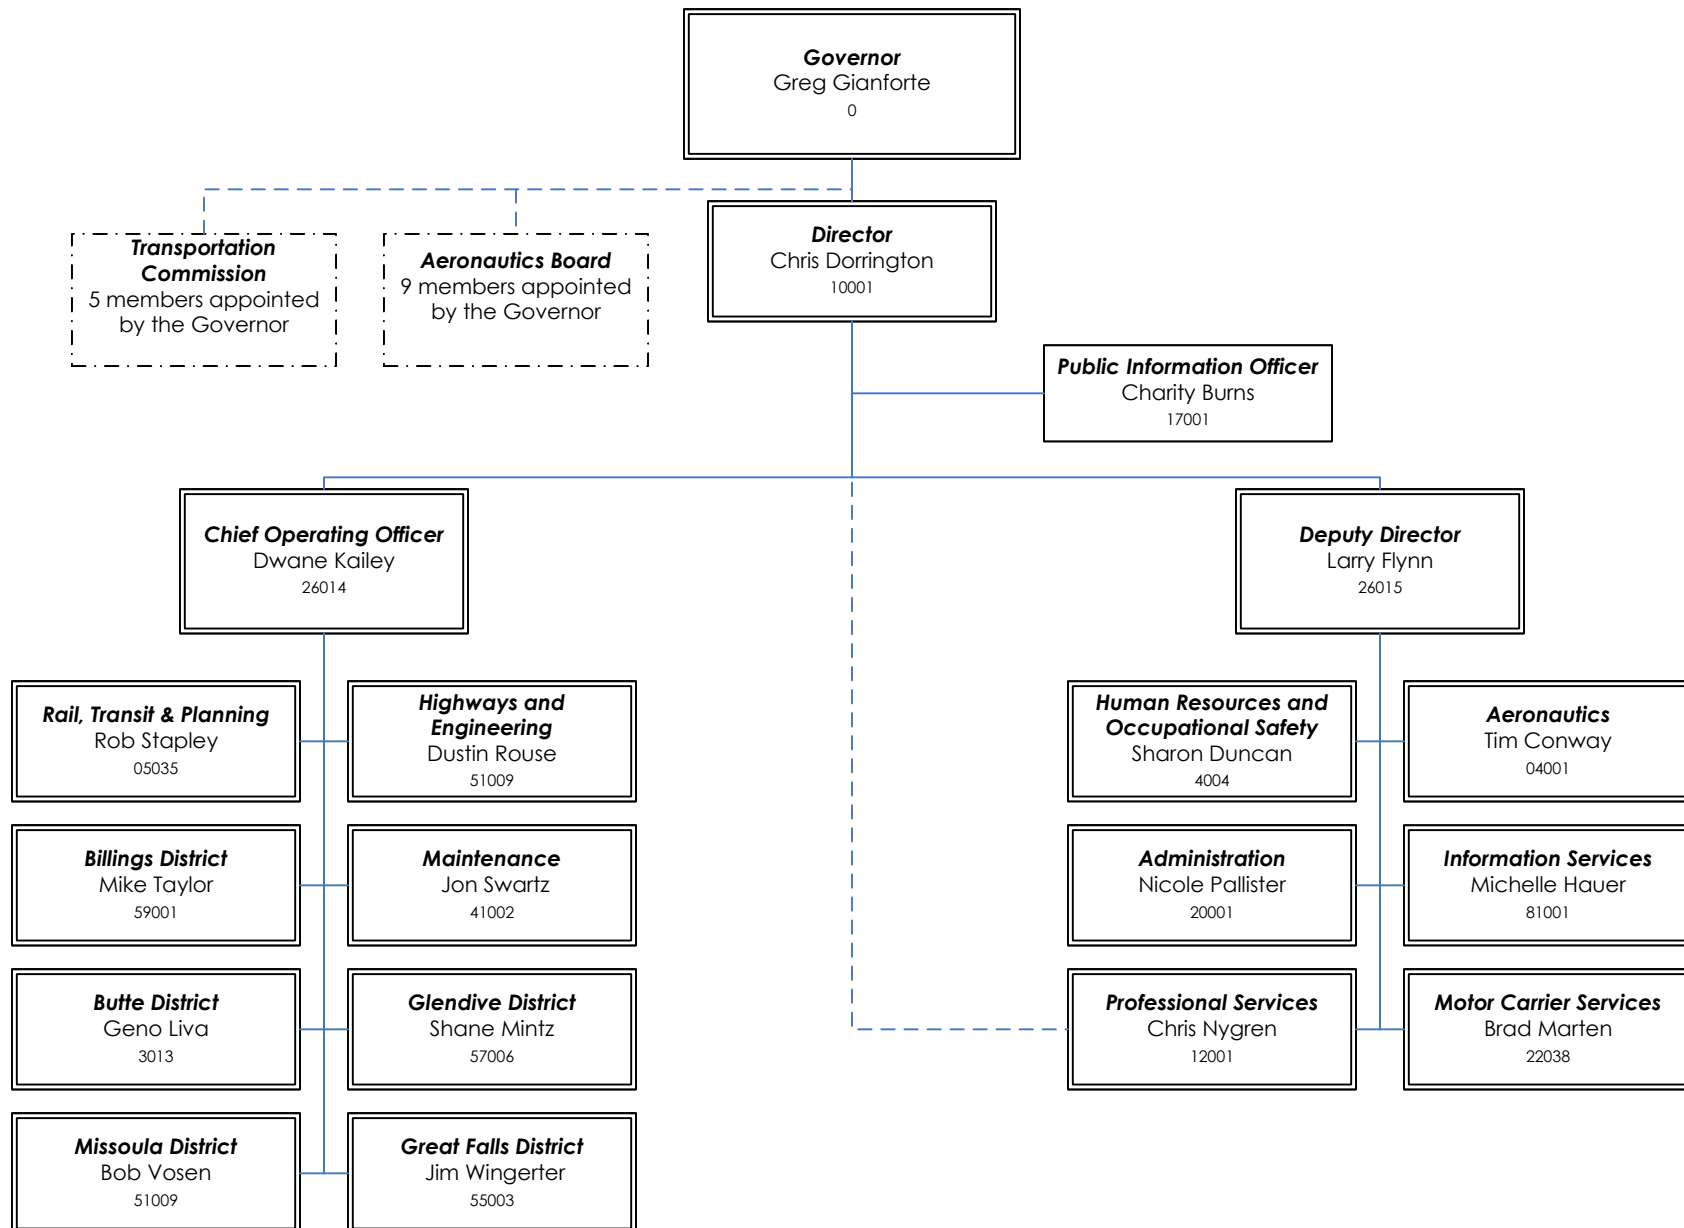 Governor
Greg Gianforte
0
Transportation
Commission
5 members appointed
by the Governor
Aeronautics Board
9 members appointed
by the Governor
Director
Chris Dorrington
10001
Public Information Officer
Charity Burns
17001
Chief Operating Officer
Dwane Kailey
26014
Deputy Director
Larry Flynn
26015
Rail, Transit & Planning
Rob Stapley
05035
Highways and
Engineering
Dustin Rouse
51009
Human Resources and
Occupational Safety
Sharon Duncan
4004
Aeronautics
Tim Conway
04001
Billings District
Mike Taylor
59001
Maintenance
Jon Swartz
41002
Administration
Nicole Pallister
20001
Information Services
Michelle Hauer
81001
Butte District
Geno Liva
3013
Glendive District
Shane Mintz
57006
Professional Services
Chris Nygren
12001
Motor Carrier Services
Brad Marten
22038
Missoula District
Bob Vosen
51009
Great Falls District
Jim Wingerter
55003